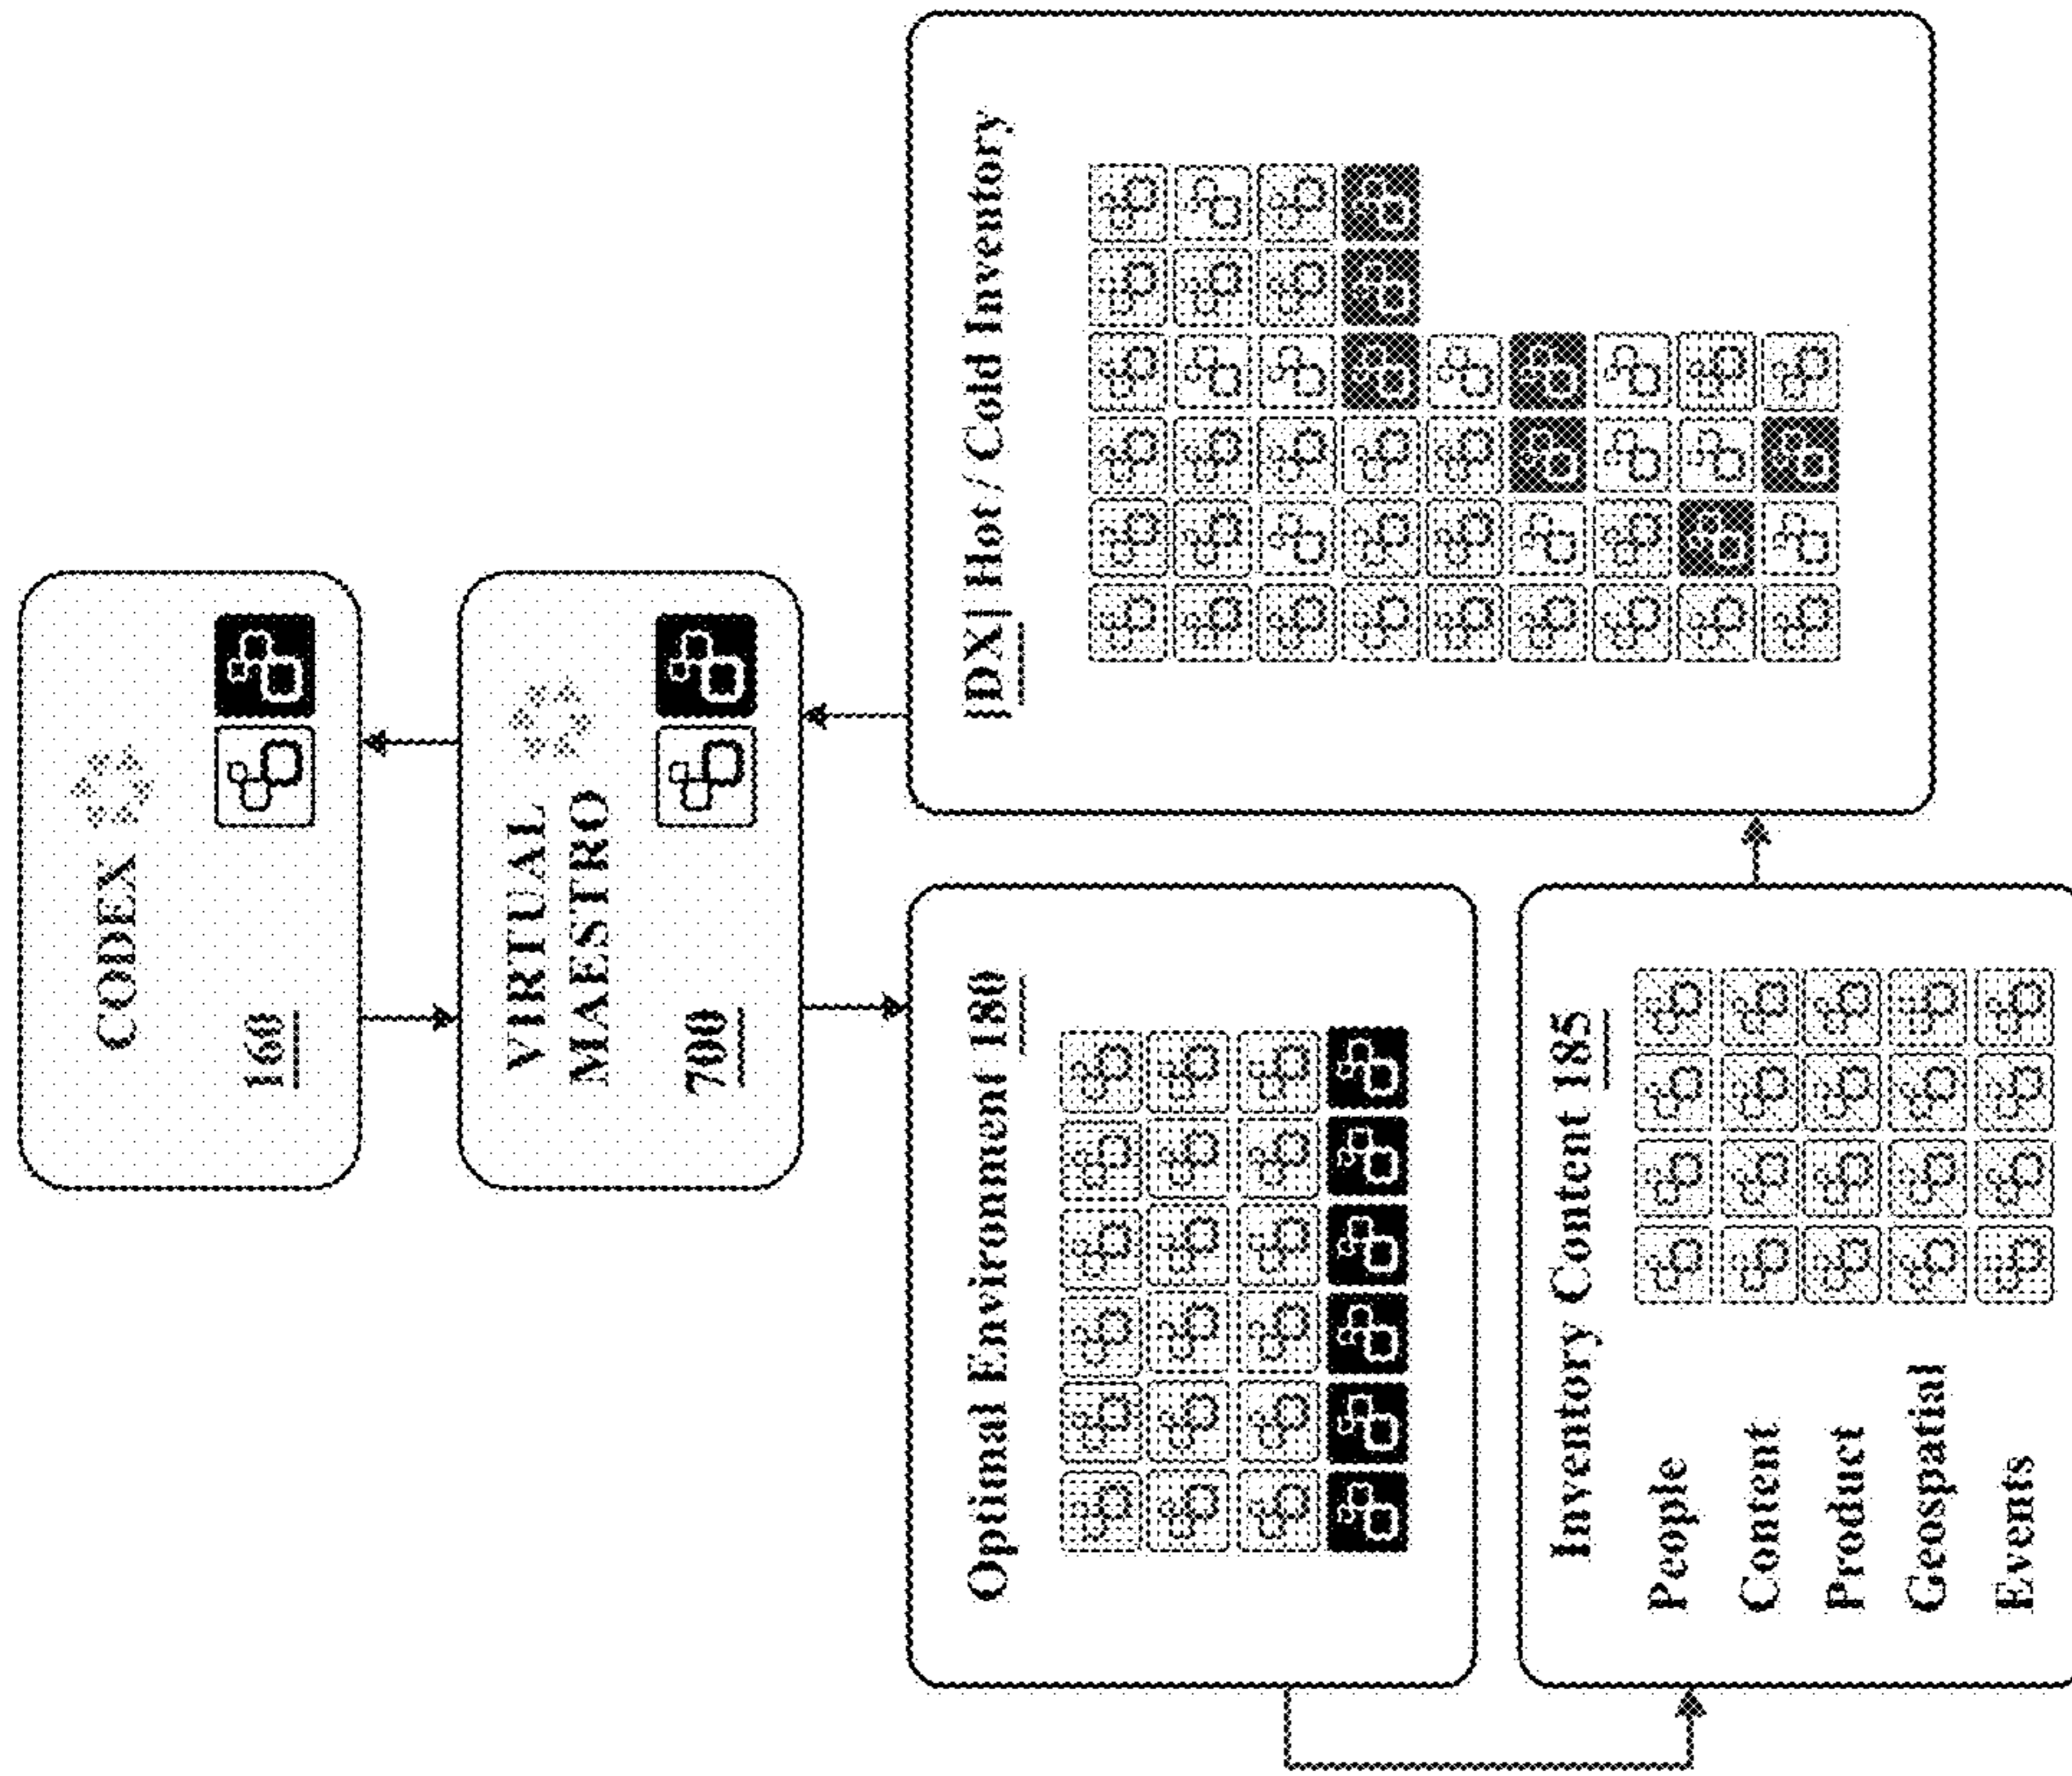 CODEX
160
VIRTUAL
MAESTRO
700
Optimal Environment 180
Inventory Content 185
People
Content
Product
Geospatial
Events
[DX] Hot / Cold Inventory